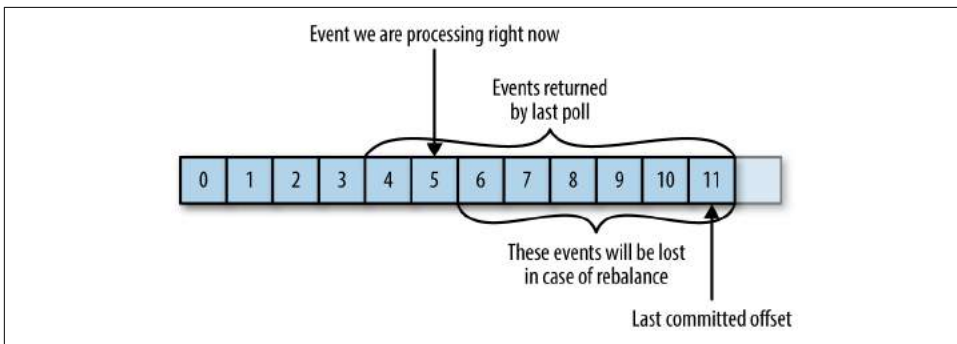 Event we are processing right now
Events returned
by last poll
0 1 2 3 4 5 6 7 8 9 10 11
These events will be lost
in case of rebalance
Last committed offset